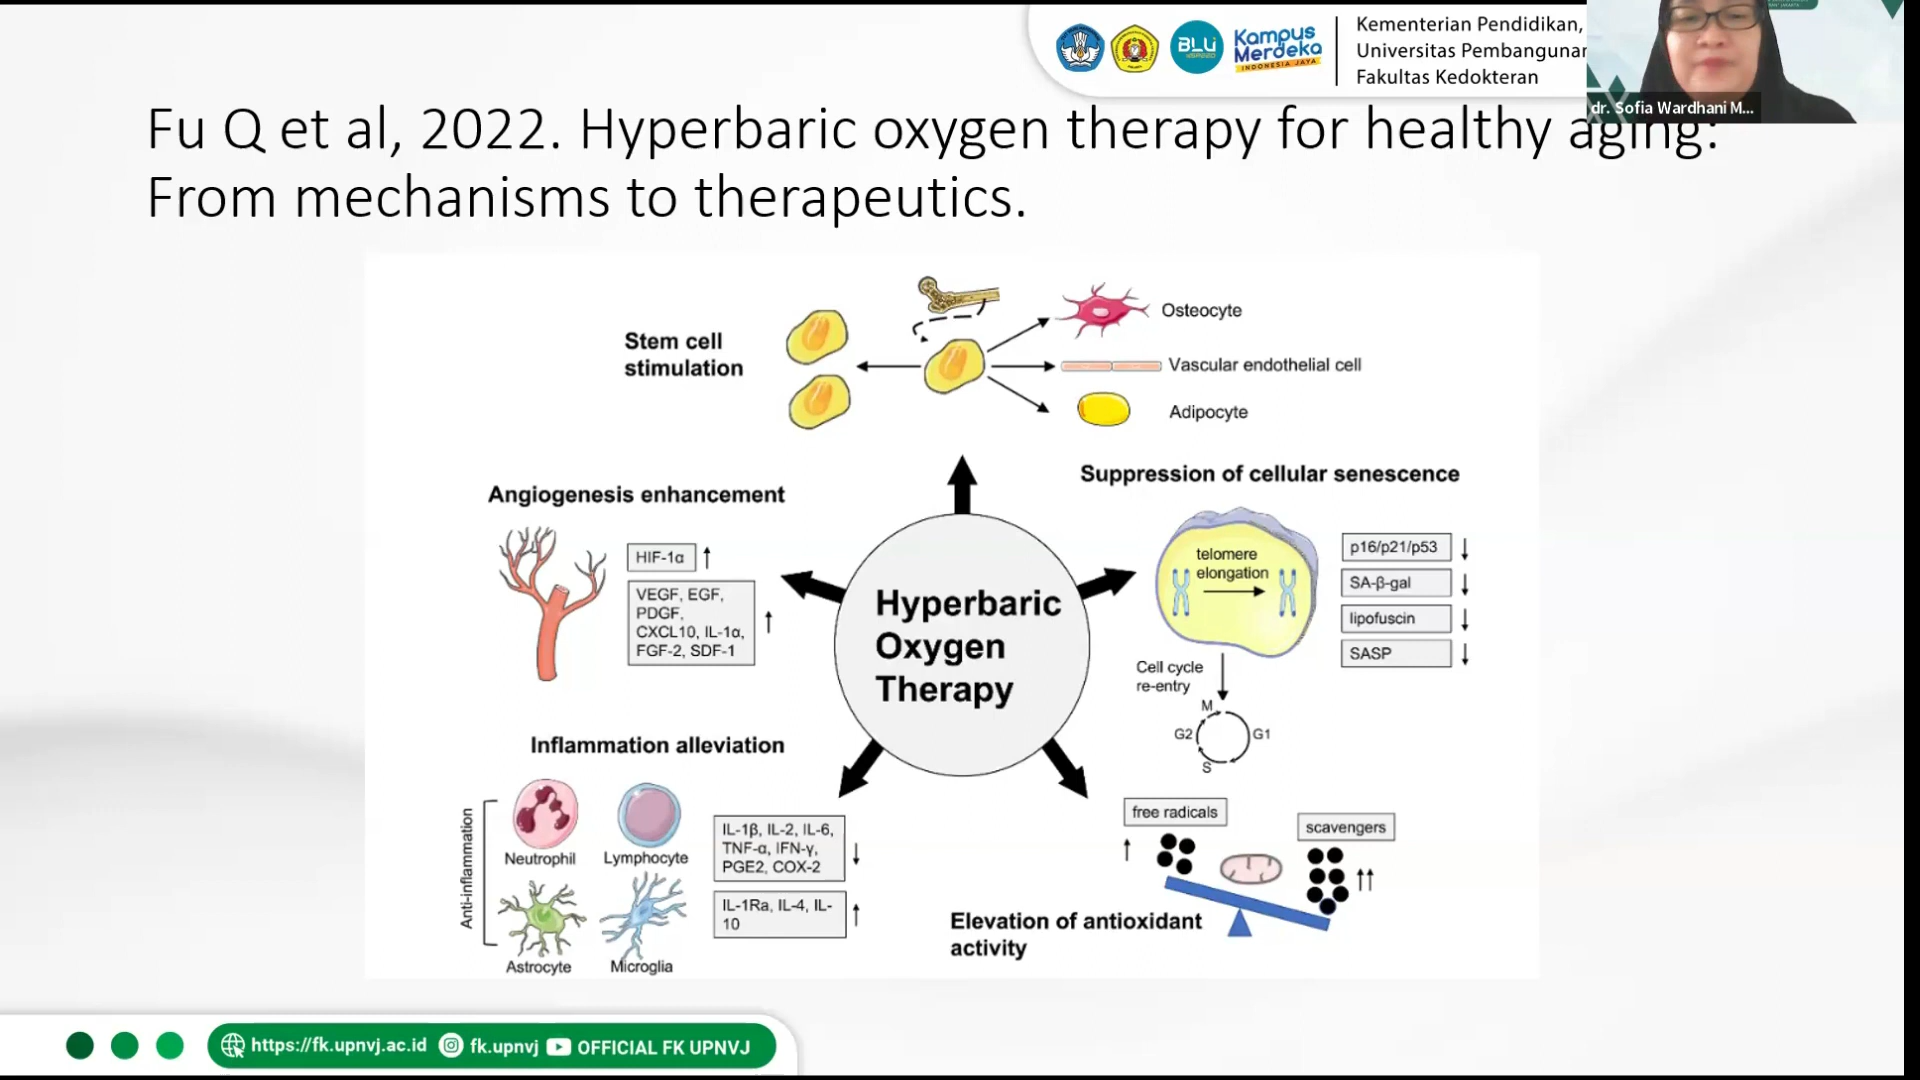 BLU
Kampus
Merdeka
INDONESIA JAYA
Kementerian Pendidikan,
Universitas Pembangunan
Fakultas Kedokteran
dr. Sofia Wardhani M...
Fu Q et al, 2022. Hyperbaric oxygen therapy for healthy aging:
From mechanisms to therapeutics.
Stem cell
stimulation
Osteocyte
Vascular endothelial cell
Adipocyte
Angiogenesis enhancement
HIF-1α
VEGF, EGF,
PDGF,
CXCL10, IL-1α,
FGF-2, SDF-1
Suppression of cellular senescence
telomere
elongation
p16/p21/p53
SA-β-gal
lipofuscin
SASP
Cell cycle
re-entry
M
G2
G1
S
Hyperbaric
Oxygen
Therapy
Inflammation alleviation
Anti-inflammation
Neutrophil
Lymphocyte
Astrocyte
Microglia
IL-1β, IL-2, IL-6,
TNF-α, IFN-γ,
PGE2, COX-2
IL-1Ra, IL-4, IL-
10
free radicals
scavengers
Elevation of antioxidant
activity
https://fk.upnvj.ac.id
fk.upnvj
OFFICIAL FK UPNVJ